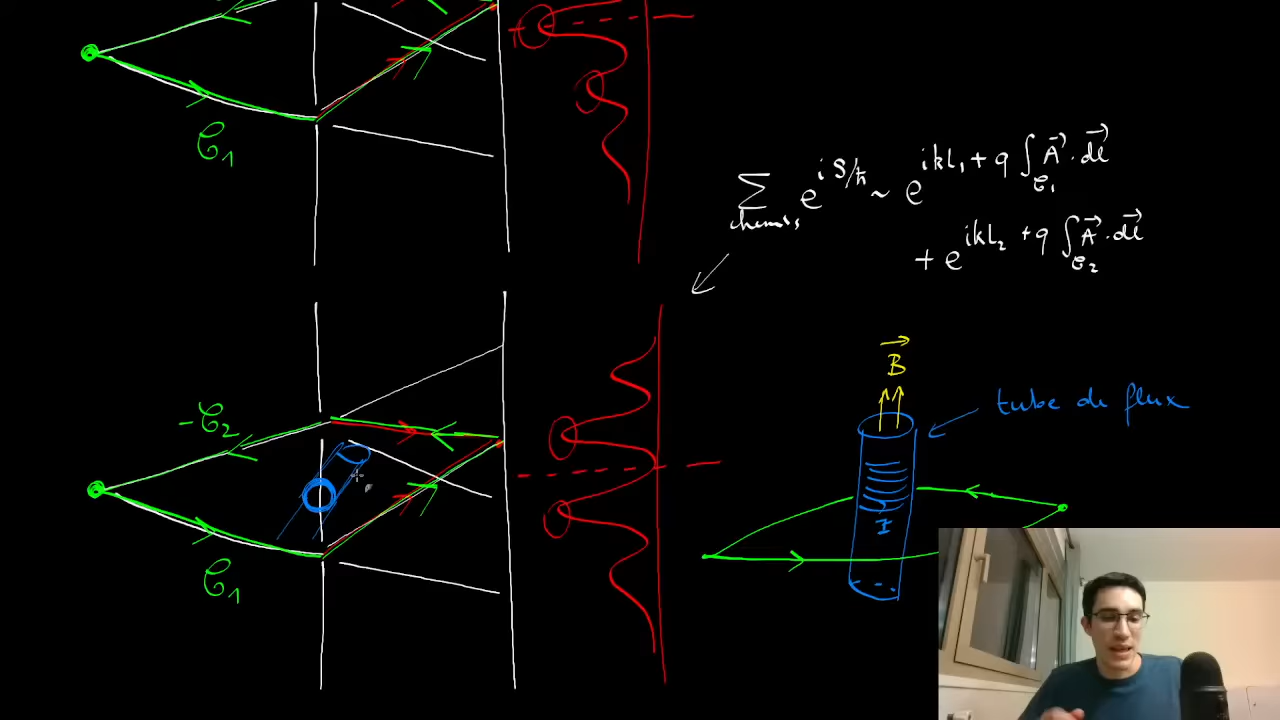 𝒞₁
∑ e^{iS/ħ} ~ e^{ikL₁ + q ∫_{𝒞₁} A⃗·dl⃗}
chemins
+ e^{ikL₂ + q ∫_{𝒞₂} A⃗·dl⃗}
B⃗
tube de flux
-𝒞₂
I
𝒞₁